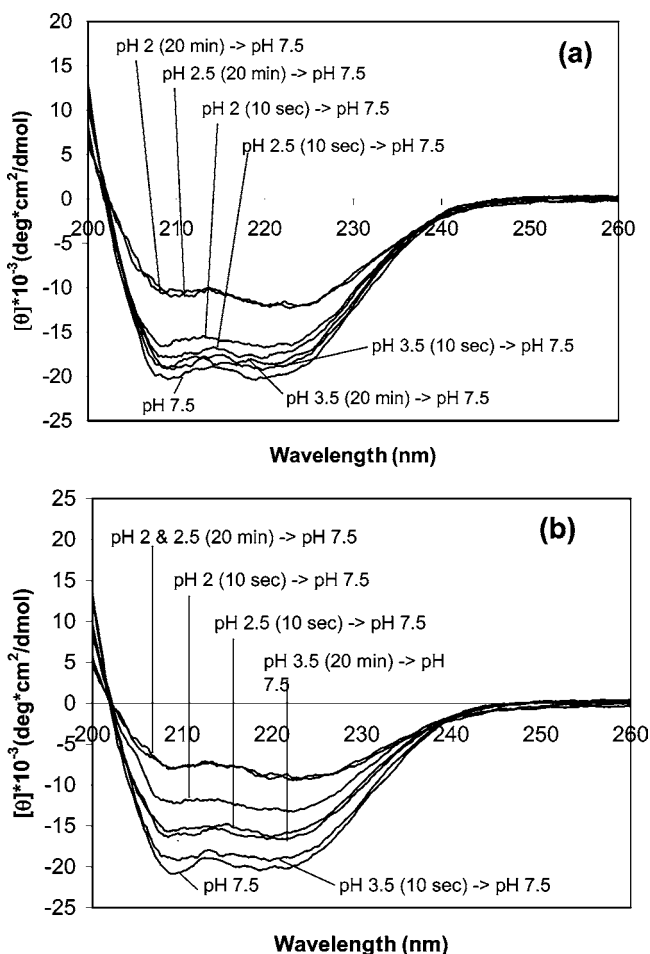 20
15
10
5
0
-5
-10
-15
-20
-25
[θ]*10⁻³(deg*cm²/dmol)
(a)
pH 2 (20 min) -> pH 7.5
pH 2.5 (20 min) -> pH 7.5
pH 2 (10 sec) -> pH 7.5
pH 2.5 (10 sec) -> pH 7.5
200 210 220 230 240 250 260
pH 3.5 (10 sec) -> pH 7.5
pH 3.5 (20 min) -> pH 7.5
pH 7.5
Wavelength (nm)
25
20
15
10
5
0
-5
-10
-15
-20
-25
[θ]*10⁻³(deg*cm²/dmol)
(b)
pH 2 & 2.5 (20 min) -> pH 7.5
pH 2 (10 sec) -> pH 7.5
pH 2.5 (10 sec) -> pH 7.5
pH 3.5 (20 min) -> pH
7.5
200 210 220 230 240 250 260
pH 7.5
pH 3.5 (10 sec) -> pH 7.5
Wavelength (nm)